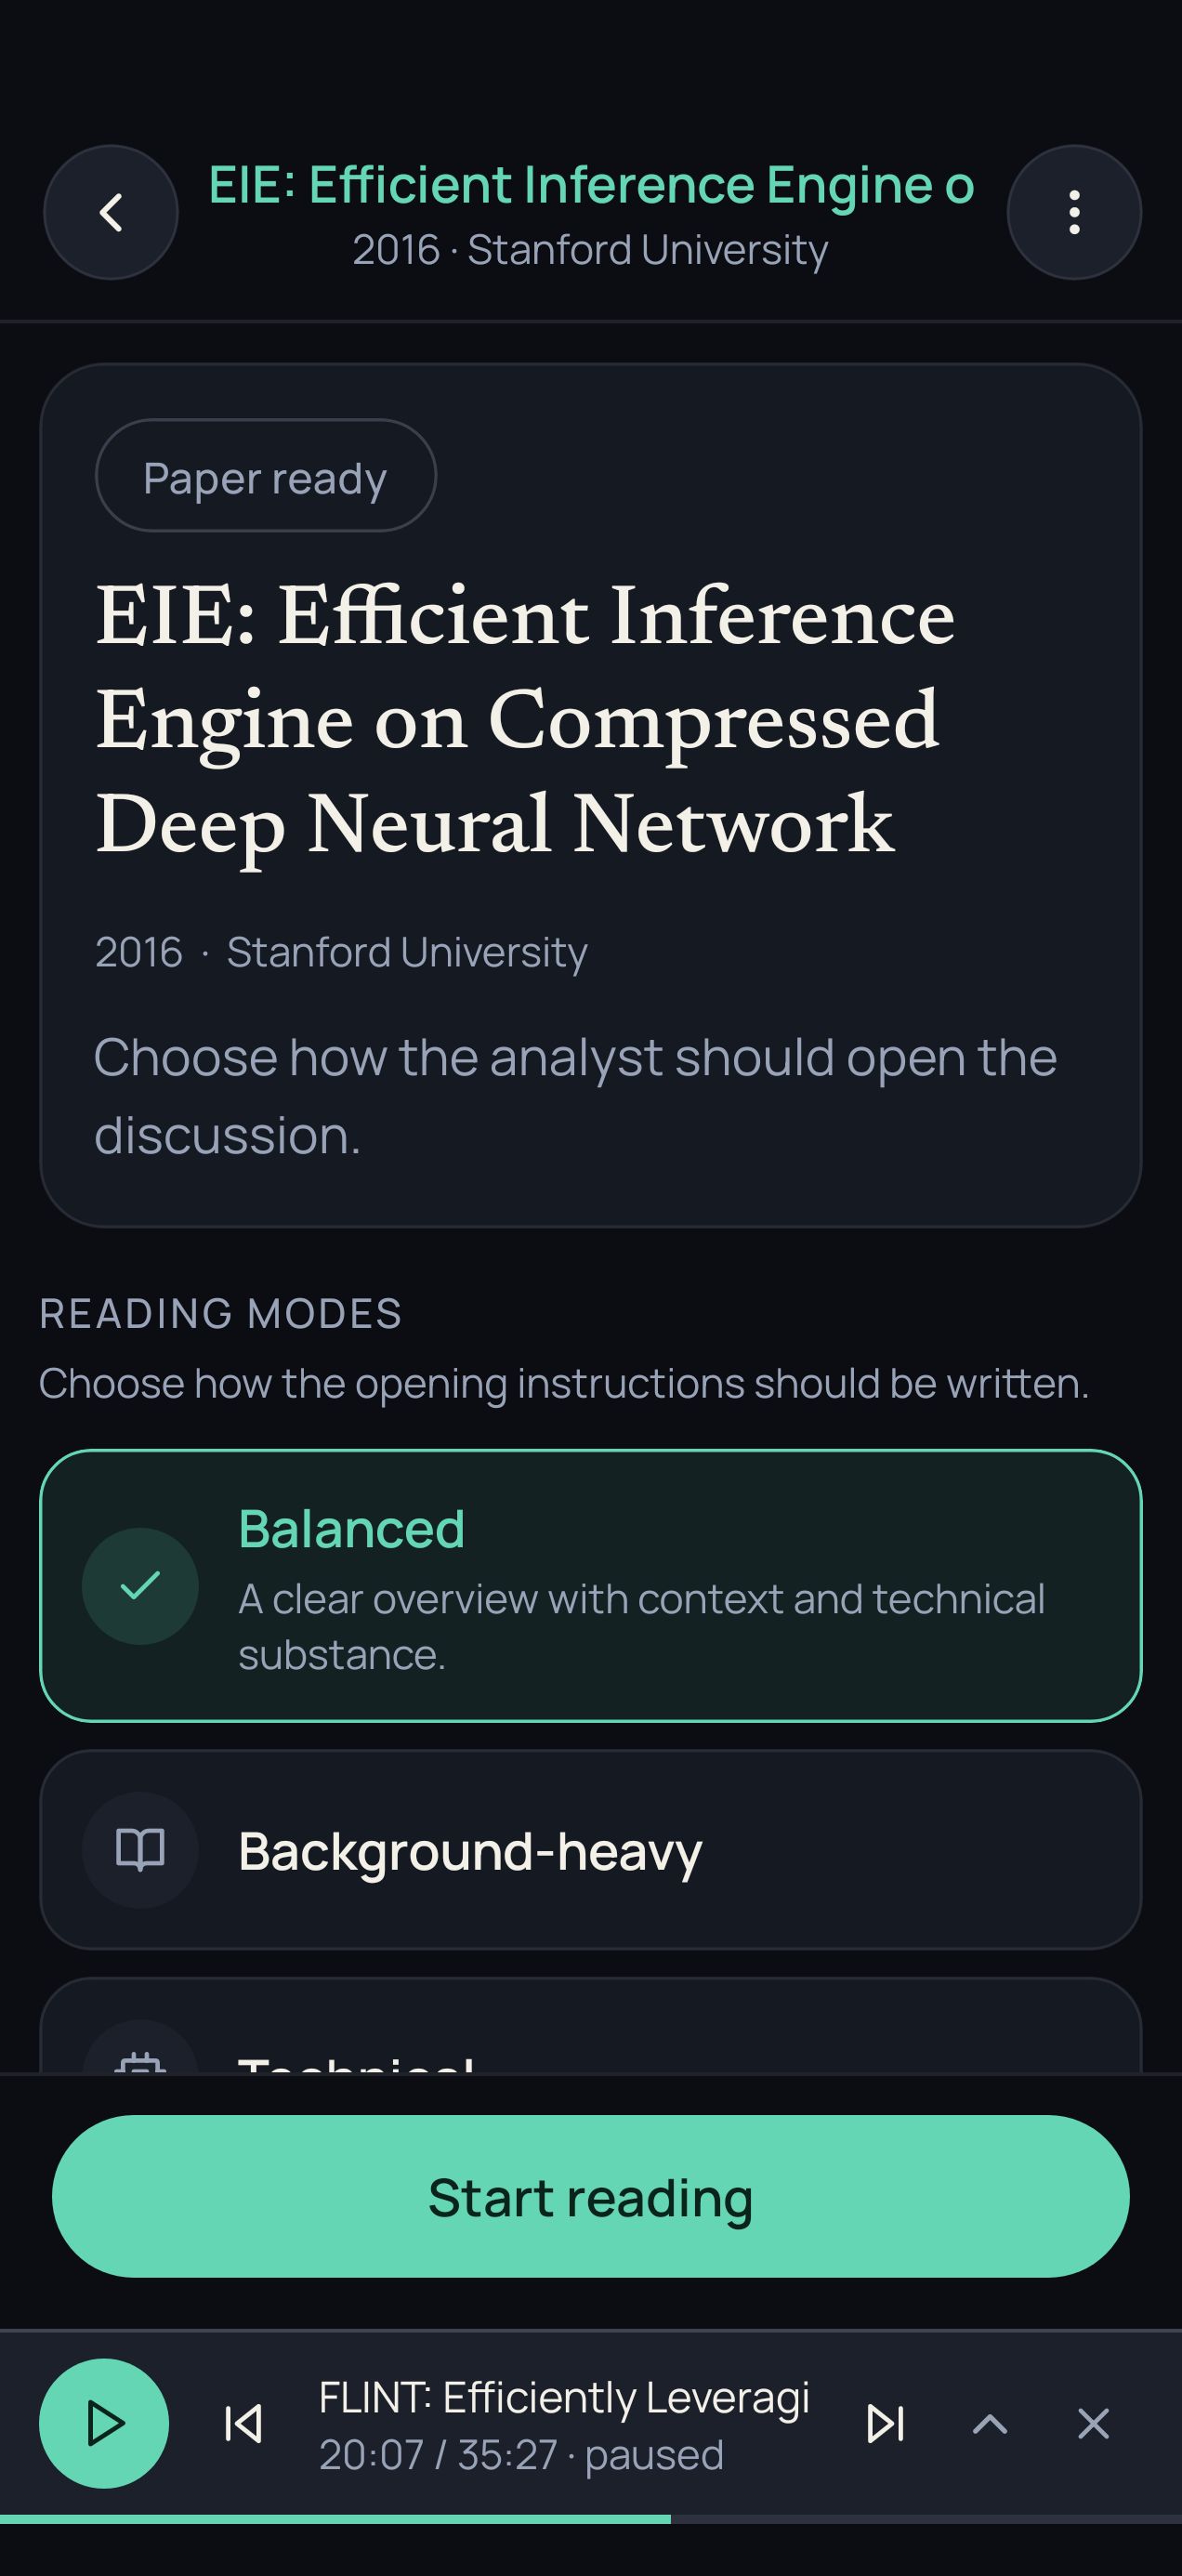 EIE: Efficient Inference Engine o
2016 · Stanford University
Paper ready
EIE: Efficient Inference
Engine on Compressed
Deep Neural Network
2016 · Stanford University
Choose how the analyst should open the
discussion.
READING MODES
Choose how the opening instructions should be written.
Balanced
A clear overview with context and technical
substance.
Background-heavy
Technical
Start reading
FLINT: Efficiently Leveragi
20:07 / 35:27 · paused